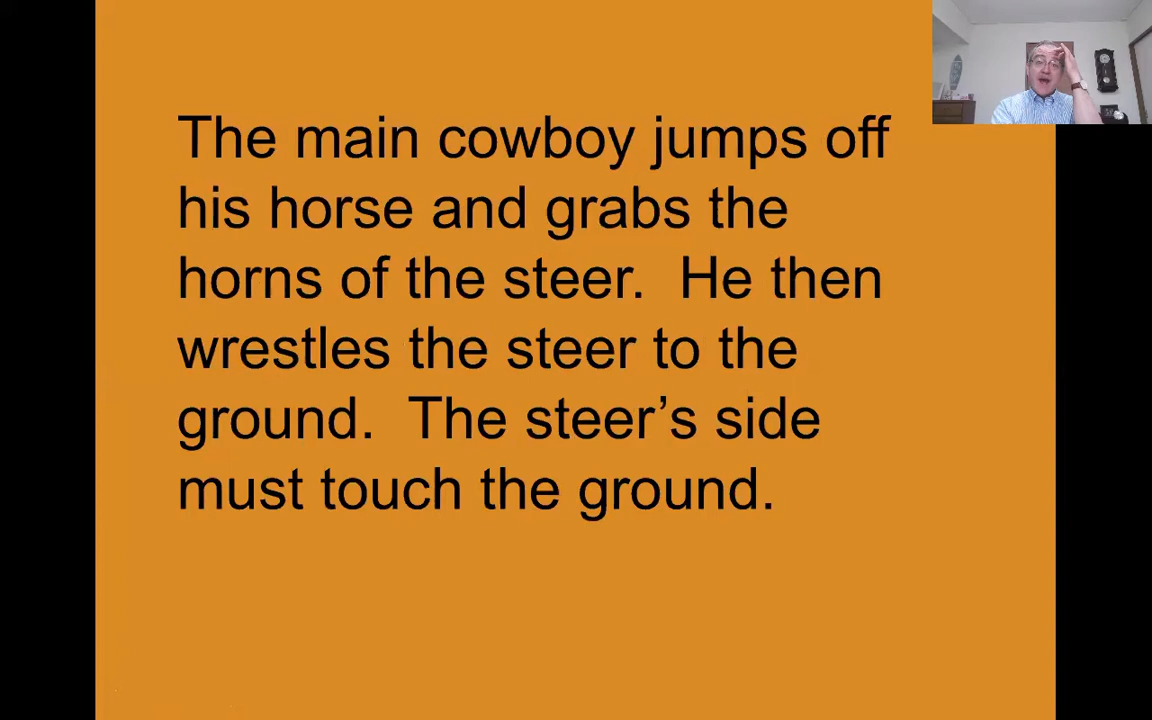 The main cowboy jumps off
his horse and grabs the
horns of the steer.  He then
wrestles the steer to the
ground.  The steer’s side
must touch the ground.